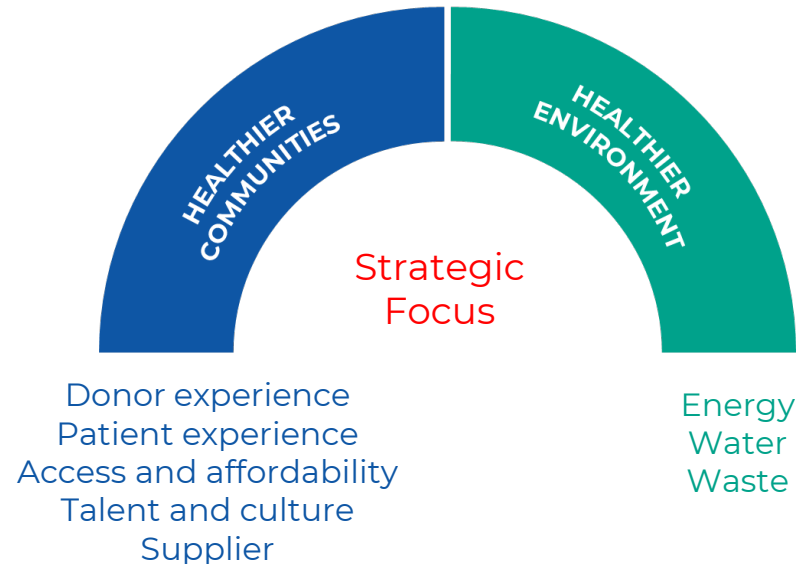 HEALTHIER
COMMUNITIES
HEALTHIER
ENVIRONMENT
Strategic
Focus
Donor experience
Patient experience
Access and affordability
Talent and culture
Supplier
Energy
Water
Waste